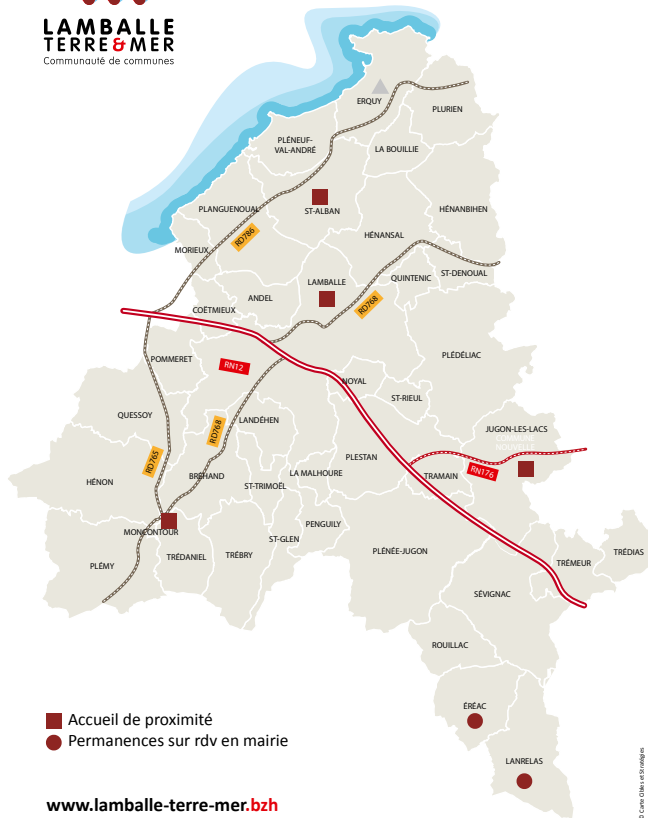 LAMBALLE
TERRE&MER
Communauté de communes
ERQUY
PLURIEN
PLÉNEUF-
VAL-ANDRÉ
LA BOUILLIE
PLANGUENOUAL
ST-ALBAN
HÉNANBIHEN
RD786
HÉNANSAL
MORIEUX
ST-DENOUAL
QUINTENIC
LAMBALLE
ANDEL
RD768
COËTMIEUX
POMMERET
PLÉDÉLIAC
RN12
NOYAL
ST-RIEUL
QUESSOY
LANDÉHEN
RD768
JUGON-LES-LACS
COMMUNE
NOUVELLE
PLESTAN
RD765
BRÉHAND
LA MALHOURE
TRAMAIN
RN176
HÉNON
ST-TRIMOËL
PENGUILY
MONCONTOUR
ST-GLEN
TRÉDANIEL
TRÉBRY
PLÉNÉE-JUGON
PLÉMY
TRÉMEUR
TRÉDIAS
SÉVIGNAC
ROUILLAC
ÉRÉAC
LANRELAS
Accueil de proximité
Permanences sur rdv en mairie
www.lamballe-terre-mer.bzh